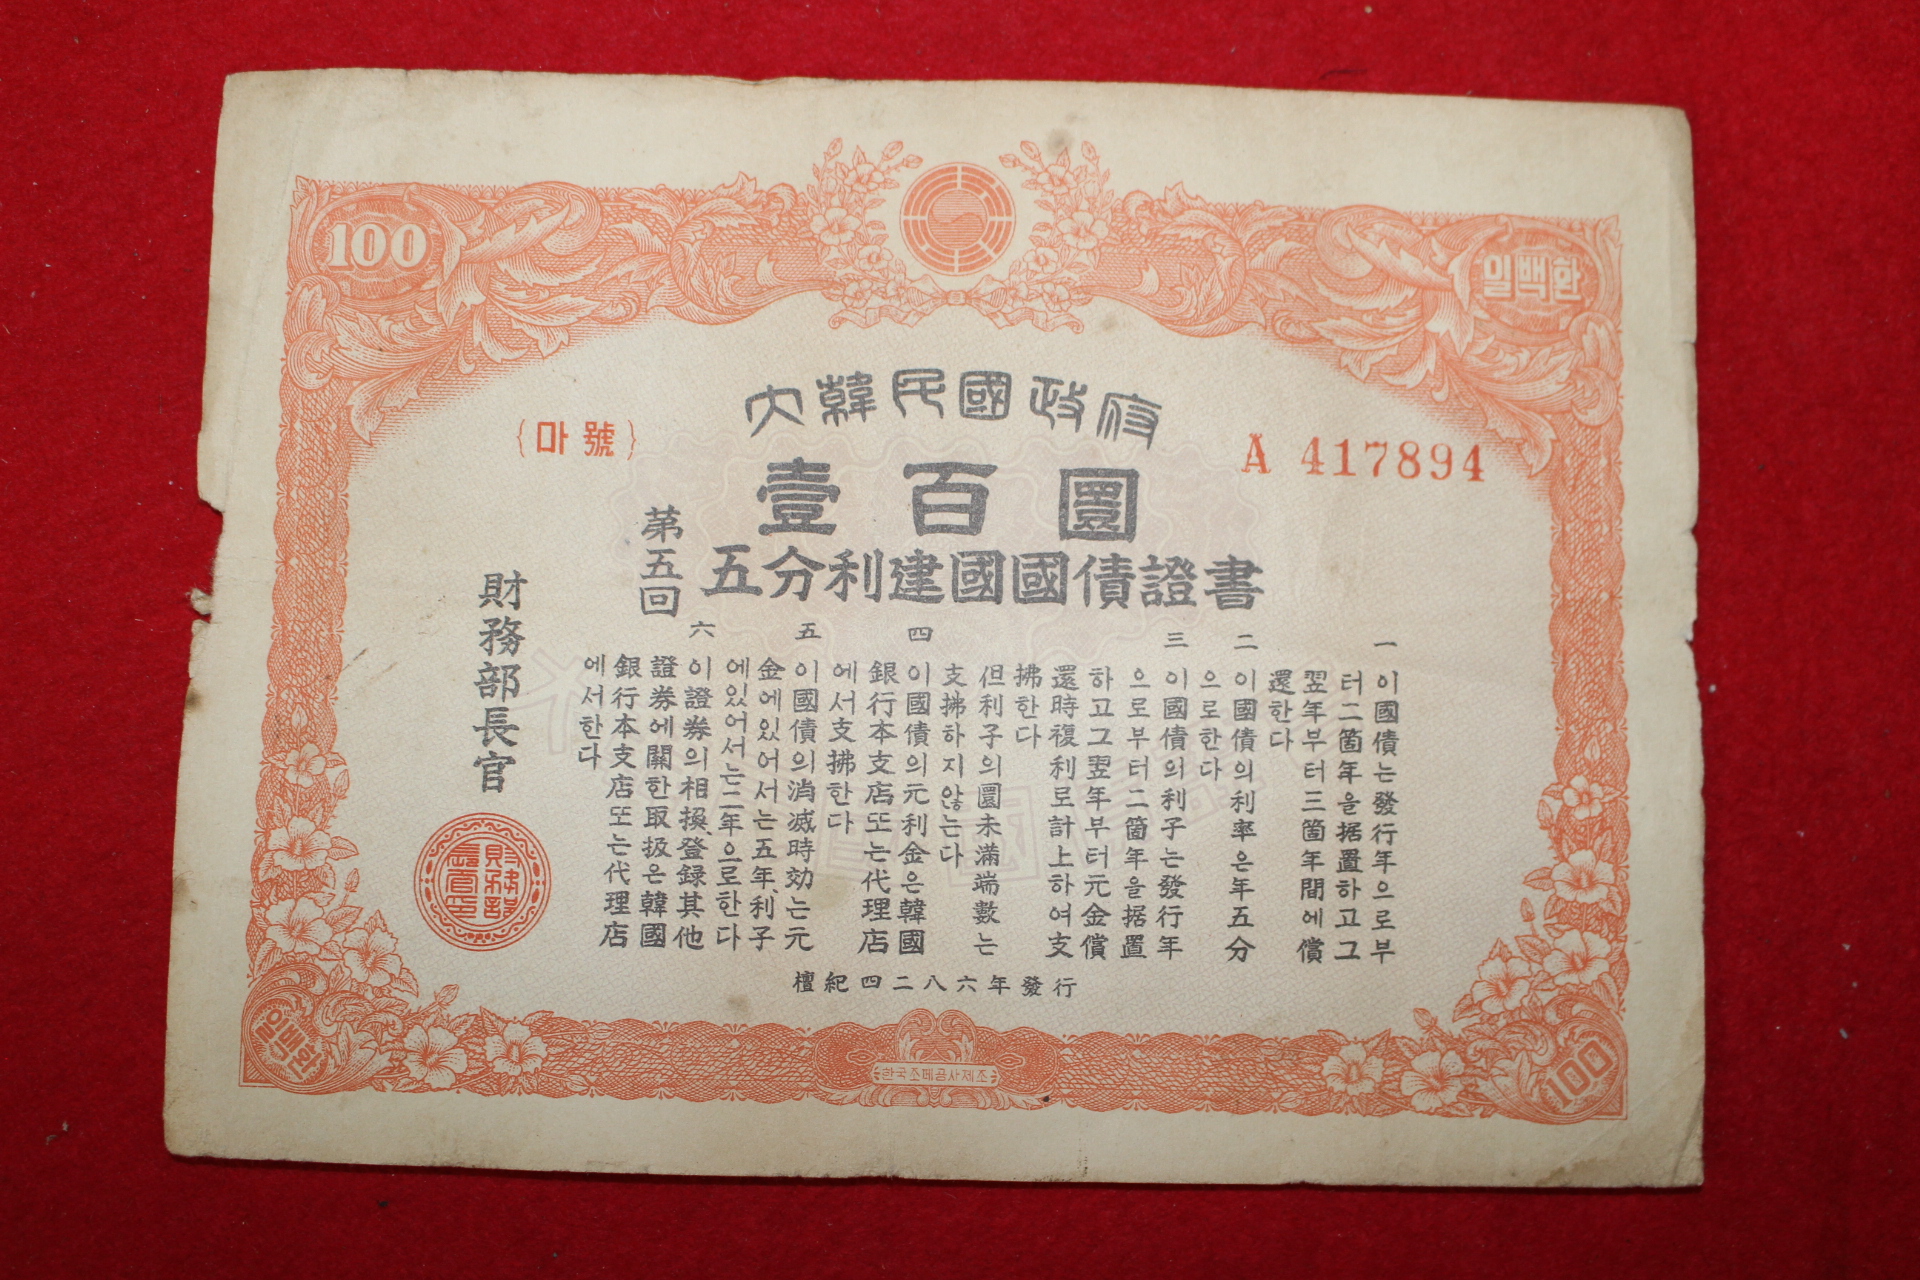 100
일백환
大韓民國政府
{마號}
A 417894
壹百圜
第五回
五分利建國國債證書
一 이國債는發行年으로부
터二箇年을据置하고그
翌年부터三箇年間에償
還한다
二 이國債의利率은年五分
으로한다
三 이國債의利子는發行年
으로부터二箇年을据置
하고그翌年부터元金償
還時複利로計上하여支
拂한다
但利子의圜未滿端數는
支拂하지않는다
四 이國債의元利金은韓國
銀行本支店또는代理店
에서支拂한다
五 이國債의消滅時効는元
金에있어서는五年、利子
에있어서는二年으로한다
六 이證券의相換、登録其他
證券에關한取扱은韓國
銀行本支店또는代理店
에서한다
財務部長官
檀紀四二八六年發行
일백환
한국조폐공사제조
100